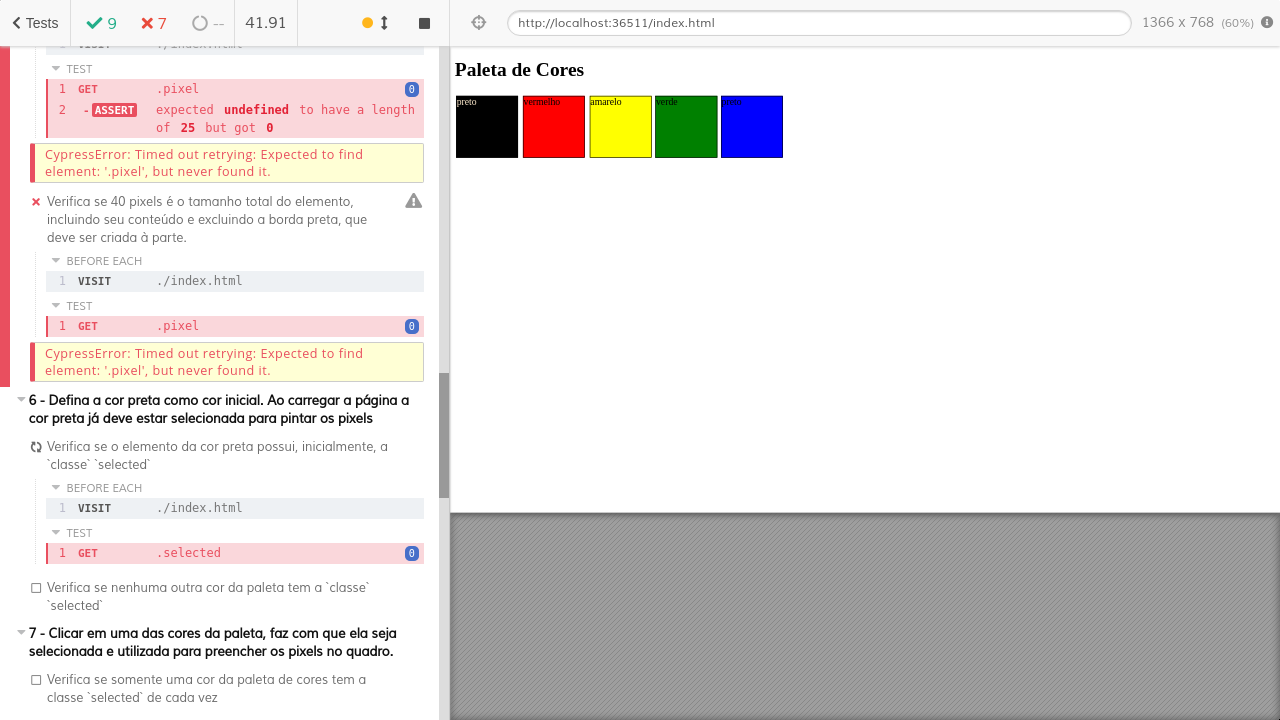 Tests
9
7
--
41.91
http://localhost:36511/index.html
1366 x 768 (60%)
1 VISIT ./index.html
TEST
1 GET .pixel 0
2 -ASSERT expected undefined to have a length
of 25 but got 0
CypressError: Timed out retrying: Expected to find
element: '.pixel', but never found it.
Verifica se 40 pixels é o tamanho total do elemento,
incluindo seu conteúdo e excluindo a borda preta, que
deve ser criada à parte.
BEFORE EACH
1 VISIT ./index.html
TEST
1 GET .pixel 0
CypressError: Timed out retrying: Expected to find
element: '.pixel', but never found it.
6 - Defina a cor preta como cor inicial. Ao carregar a página a
cor preta já deve estar selecionada para pintar os pixels
Verifica se o elemento da cor preta possui, inicialmente, a
`classe` `selected`
BEFORE EACH
1 VISIT ./index.html
TEST
1 GET .selected 0
Verifica se nenhuma outra cor da paleta tem a `classe`
`selected`
7 - Clicar em uma das cores da paleta, faz com que ela seja
selecionada e utilizada para preencher os pixels no quadro.
Verifica se somente uma cor da paleta de cores tem a
classe `selected` de cada vez
Paleta de Cores
preto vermelho amarelo verde preto